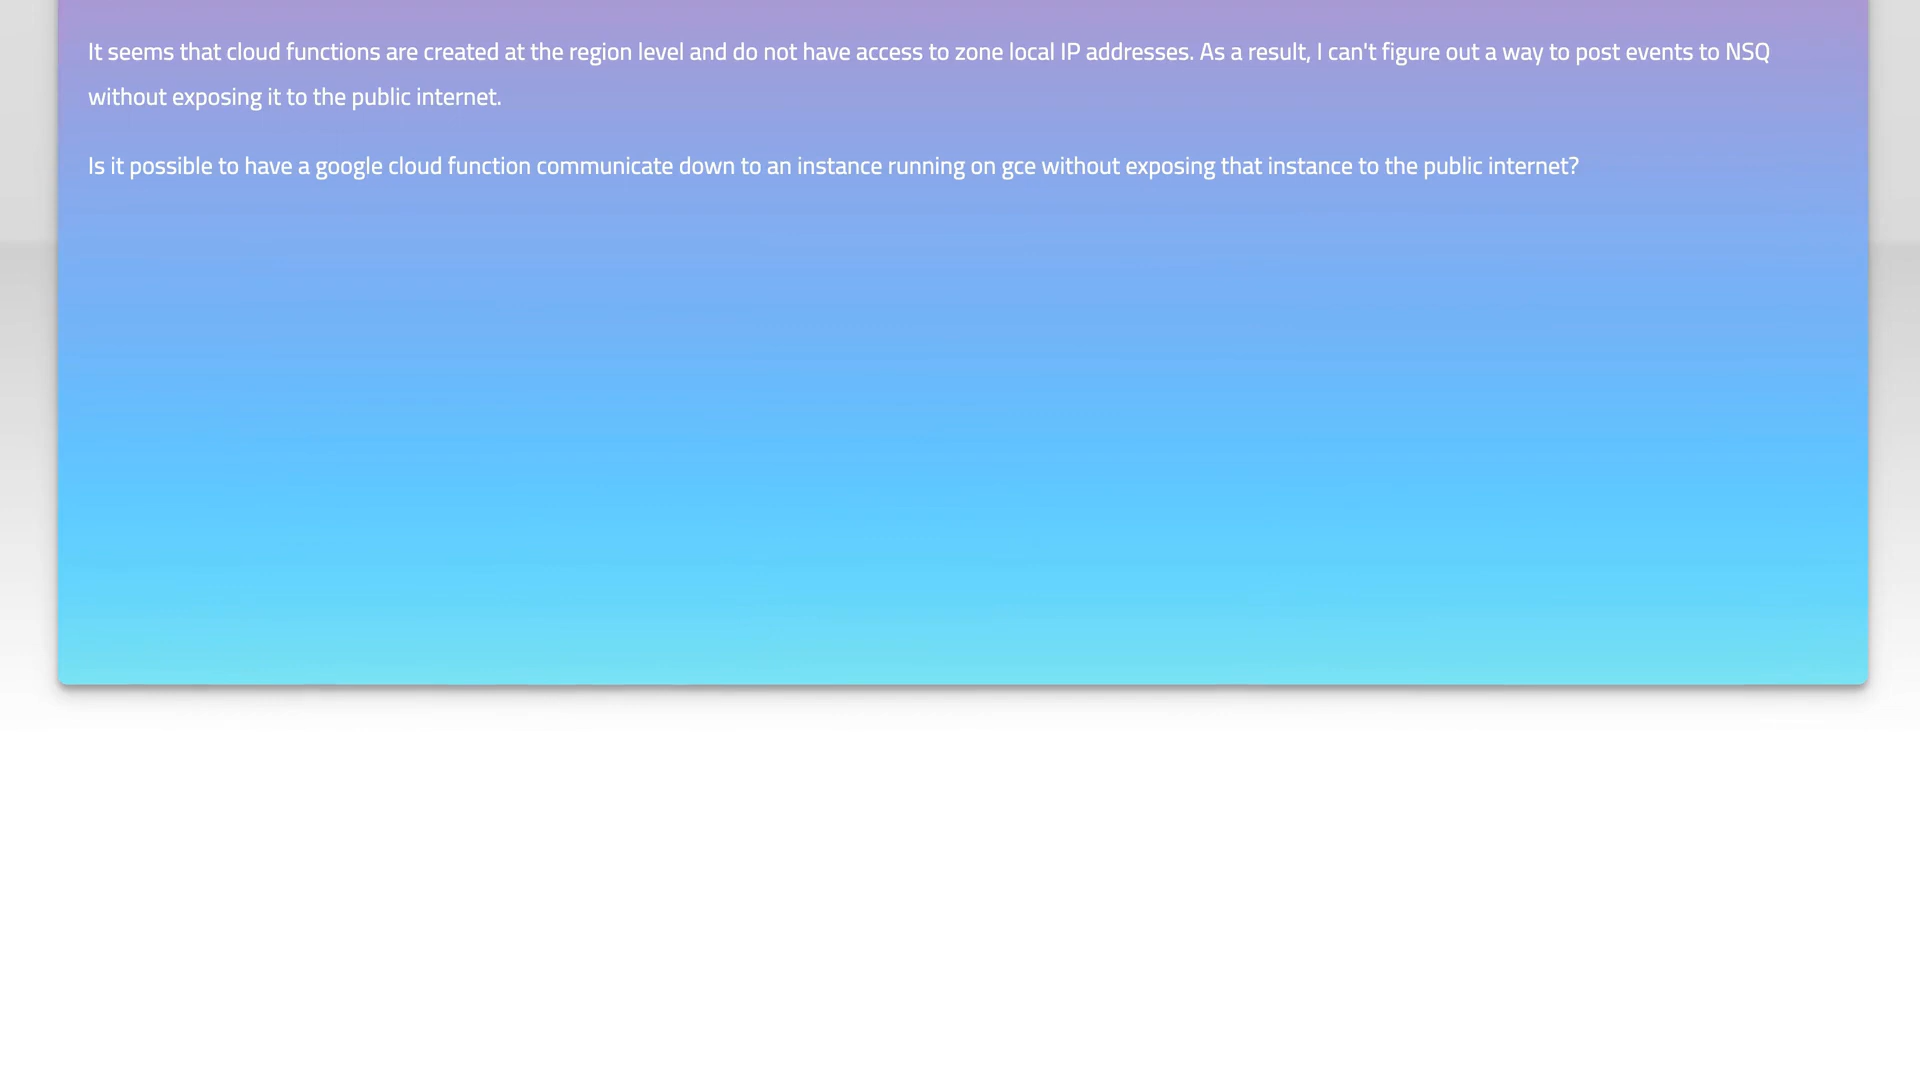 It seems that cloud functions are created at the region level and do not have access to zone local IP addresses. As a result, I can't figure out a way to post events to NSQ
without exposing it to the public internet.
Is it possible to have a google cloud function communicate down to an instance running on gce without exposing that instance to the public internet?